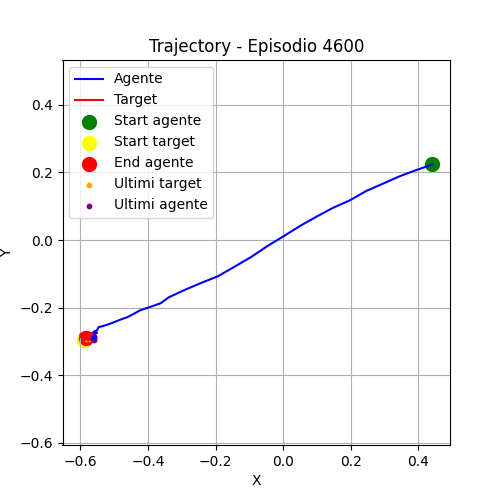 Trajectory - Episodio 4600
Agente
Target
Start agente
Start target
End agente
Ultimi target
Ultimi agente
0.4
0.2
0.0
−0.2
−0.4
−0.6
Y
−0.6 −0.4 −0.2 0.0 0.2 0.4
X